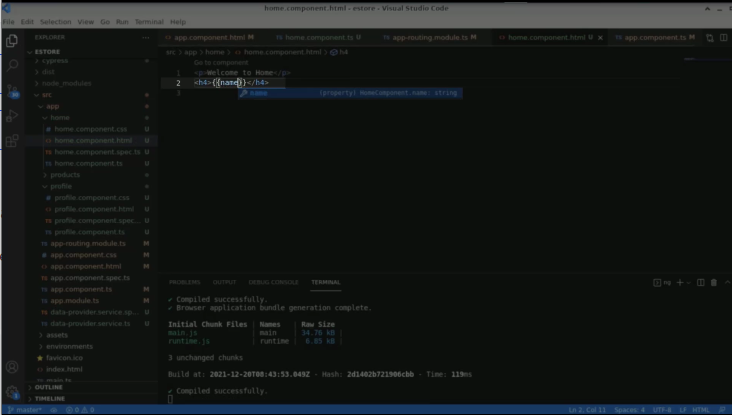 home.component.html - estore - Visual Studio Code
File Edit Selection View Go Run Terminal Help
EXPLORER ...
app.component.html M home.component.ts U app-routing.module.ts M home.component.html U × app.component.ts M
src > app > home > home.component.html > h4
ESTORE
cypress
dist
node_modules
src
app
home
home.component.css U
home.component.html U
home.component.spec.ts U
home.component.ts U
products
profile
profile.component.css U
profile.component.html U
profile.component.spec... U
profile.component.ts U
app-routing.module.ts M
app.component.css M
app.component.html M
app.component.spec.ts
app.component.ts M
app.module.ts M
data-provider.service.spe... U
data-provider.service.ts U
assets
environments
favicon.ico
index.html
main.ts
OUTLINE
TIMELINE
Go to component
1 <p>Welcome to Home</p>
2 <h4>{{name}}</h4>
3
name (property) HomeComponent.name: string
PROBLEMS OUTPUT DEBUG CONSOLE TERMINAL
ng
✓ Compiled successfully.
✓ Browser application bundle generation complete.
Initial Chunk Files | Names | Raw Size
main.js | main | 34.76 kB |
runtime.js | runtime | 6.85 kB |
3 unchanged chunks
Build at: 2021-12-20T08:43:53.049Z - Hash: 2d1402b721986cbb - Time: 119ms
✓ Compiled successfully.
master* 0 0 Ln 2, Col 11 Spaces: 4 UTF-8 LF HTML